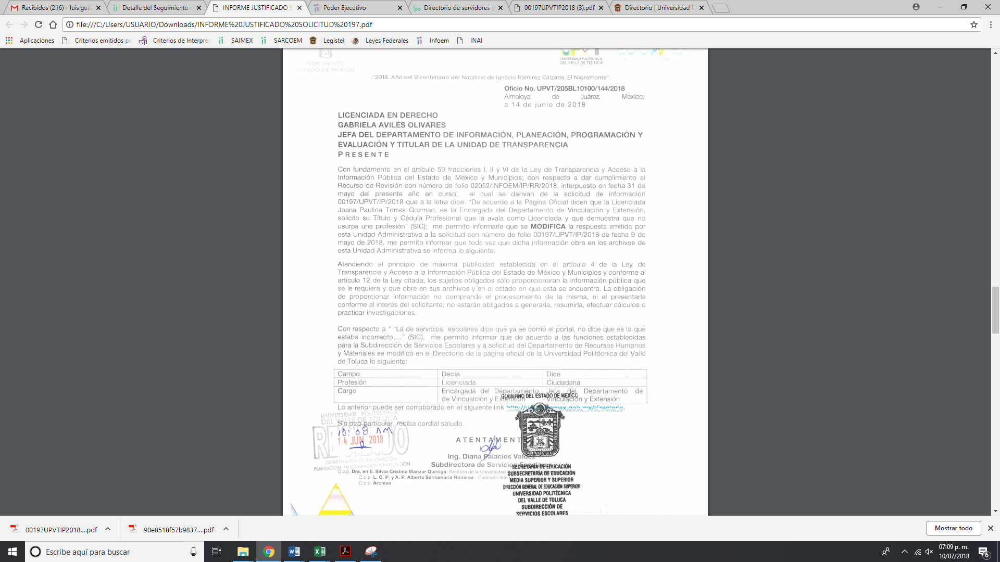 Recibidos (216) - luis.gua
Detalle del Seguimiento
INFORME JUSTIFICADO S
Poder Ejecutivo
Directorio de servidores
00197UPVTIP2018 (3).pdf
Directorio | Universidad P
file:///C:/Users/USUARIO/Downloads/INFORME%20JUSTIFICADO%20SOLICITUD%20197.pdf
Aplicaciones
Criterios emitidos po
Criterios de Interpret
SAIMEX
SARCOEM
Legistel
Leyes Federales
Infoem
INAI
GOBIERNO DEL
ESTADO DE MÉXICO
UNIVERSIDAD POLITÉCNICA
DEL VALLE DE TOLUCA
"2018. Año del Bicentenario del Natalicio de Ignacio Ramírez Calzada, El Nigromante".
Oficio No. UPVT/205BL10100/144/2018
Almoloya de Juárez, México;
a 14 de junio de 2018
LICENCIADA EN DERECHO
GABRIELA AVILÉS OLIVARES
JEFA DEL DEPARTAMENTO DE INFORMACIÓN, PLANEACIÓN, PROGRAMACIÓN Y
EVALUACIÓN Y TITULAR DE LA UNIDAD DE TRANSPARENCIA
P R E S E N T E
Con fundamento en el artículo 59 fracciones I, II y VI de la Ley de Transparencia y Acceso a la
Información Pública del Estado de México y Municipios; con respecto a dar cumplimiento al
Recurso de Revisión con número de folio 02052/INFOEM/IP/RR/2018, interpuesto en fecha 31 de
mayo del presente año en curso, el cual se derivan de la solicitud de información
00197/UPVT/IP/2018 que a la letra dice: "De acuerdo a la Pagina Oficial dicen que la Licenciada
Joana Paulina Torres Guzman, es la Encargada del Departamento de Vinculación y Extensión,
solicito su Título y Cédula Profesional que la avala como Licenciada y que demuestra que no
usurpa una profesión" (SIC); me permito informarle que se MODIFICA la respuesta emitida por
esta Unidad Administrativa a la solicitud con número de folio 00197/UPVT/IP/2018 de fecha 9 de
mayo de 2018, me permito informar que toda vez que dicha información obra en los archivos de
esta Unidad Administrativa se informa lo siguiente:
Atendiendo al principio de máxima publicidad establecida en el artículo 4 de la Ley de
Transparencia y Acceso a la Información Pública del Estado de México y Municipios y conforme al
artículo 12 de la Ley citada, los sujetos obligados sólo proporcionaran la información pública que
se le requiera y que obre en sus archivos y en el estado en que esta se encuentra. La obligación
de proporcionar información no comprende el procesamiento de la misma, ni el presentarla
conforme al interés del solicitante; no estarán obligados a generarla, resumirla, efectuar cálculos o
practicar investigaciones.
Con respecto a " "La de servicios escolares dice que ya se corrió el portal, no dice que es lo que
estaba incorrecto...." (SIC), me permito informar que de acuerdo a las funciones establecidas
para la Subdirección de Servicios Escolares y a solicitud del Departamento de Recursos Humanos
y Materiales se modificó en el Directorio de la página oficial de la Universidad Politécnica del Valle
de Toluca lo siguiente:
Campo Decía Dice
Profesión Licenciada Ciudadana
Cargo Encargada del Departamento Jefa del Departamento de
de Vincualción y Extensión Vinculación y Extensión
Lo anterior puede ser corroborado en el siguiente link
Sin otro particular, reciba cordial saludo.
UNIVERSIDAD POLITÉCNICA
DEL VALLE DE TOLUCA
RECIBIDO
10:08 AM
14 JUN 2018
DEPARTAMENTO DE INFORMACIÓN,
PLANEACIÓN, PROGRAMACIÓN Y EVALUACIÓN
A T E N T A M E N T
Ing. Diana Palacios Valdez
Subdirectora de Servicios Escolares
C.c.p. Dra. en E. Silvia Cristina Manzur Quiroga. Rectora de la Universidad
C.c.p L. C. P. y A. P. Alberto Santamaría Ramírez - Contralor Interno
C.c.p. Archivo
GOBIERNO DEL ESTADO DE MÉXICO
SECRETARÍA DE EDUCACIÓN
SUBSECRETARÍA DE EDUCACIÓN
MEDIA SUPERIOR Y SUPERIOR
DIRECCIÓN GENERAL DE EDUCACIÓN SUPERIOR
UNIVERSIDAD POLITÉCNICA
DEL VALLE DE TOLUCA
SUBDIRECCIÓN DE
SERVICIOS ESCOLARES
00197UPVTIP2018....pdf
90e8518f57b9837....pdf
Mostrar todo
Escribe aquí para buscar
07:09 p. m.
10/07/2018
6